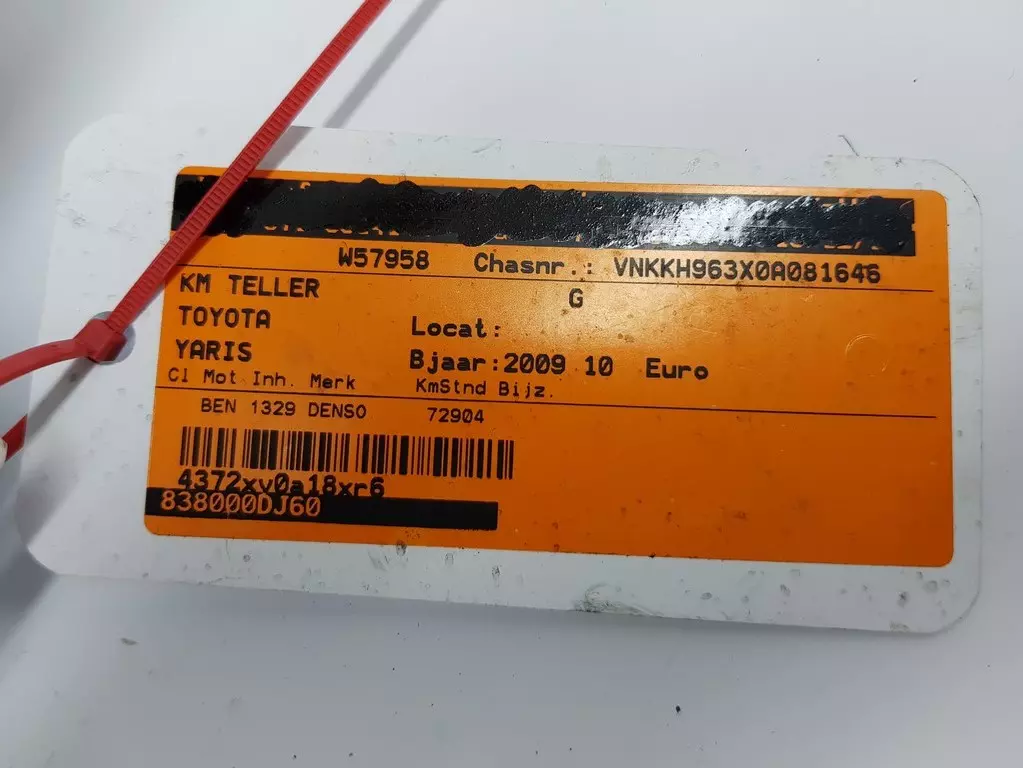 W57958 Chasnr.: VNKKH963X0A081646
KM TELLER G
TOYOTA Locat:
YARIS Bjaar:2009 10 Euro
Cl Mot Inh. Merk KmStnd Bijz.
BEN 1329 DENSO 72904
4372xv0a18xr6
838000DJ60